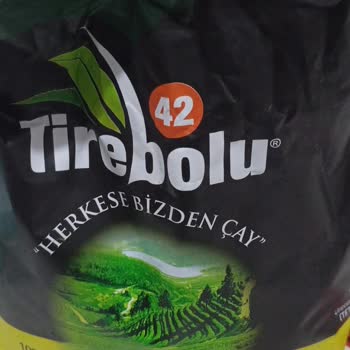 42
Tirebolu®
"HERKESE BİZDEN ÇAY"